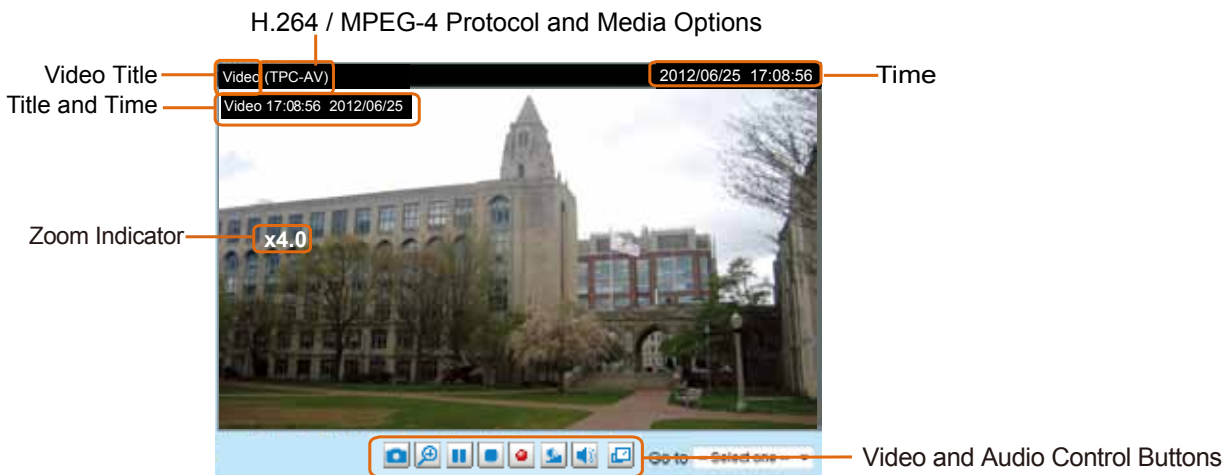 H.264 / MPEG-4 Protocol and Media Options
Video Title
Video (TPC-AV)
2012/06/25 17:08:56
Time
Title and Time
Video 17:08:56 2012/06/25
Zoom Indicator
x4.0
Go to
-- Select one --
Video and Audio Control Buttons